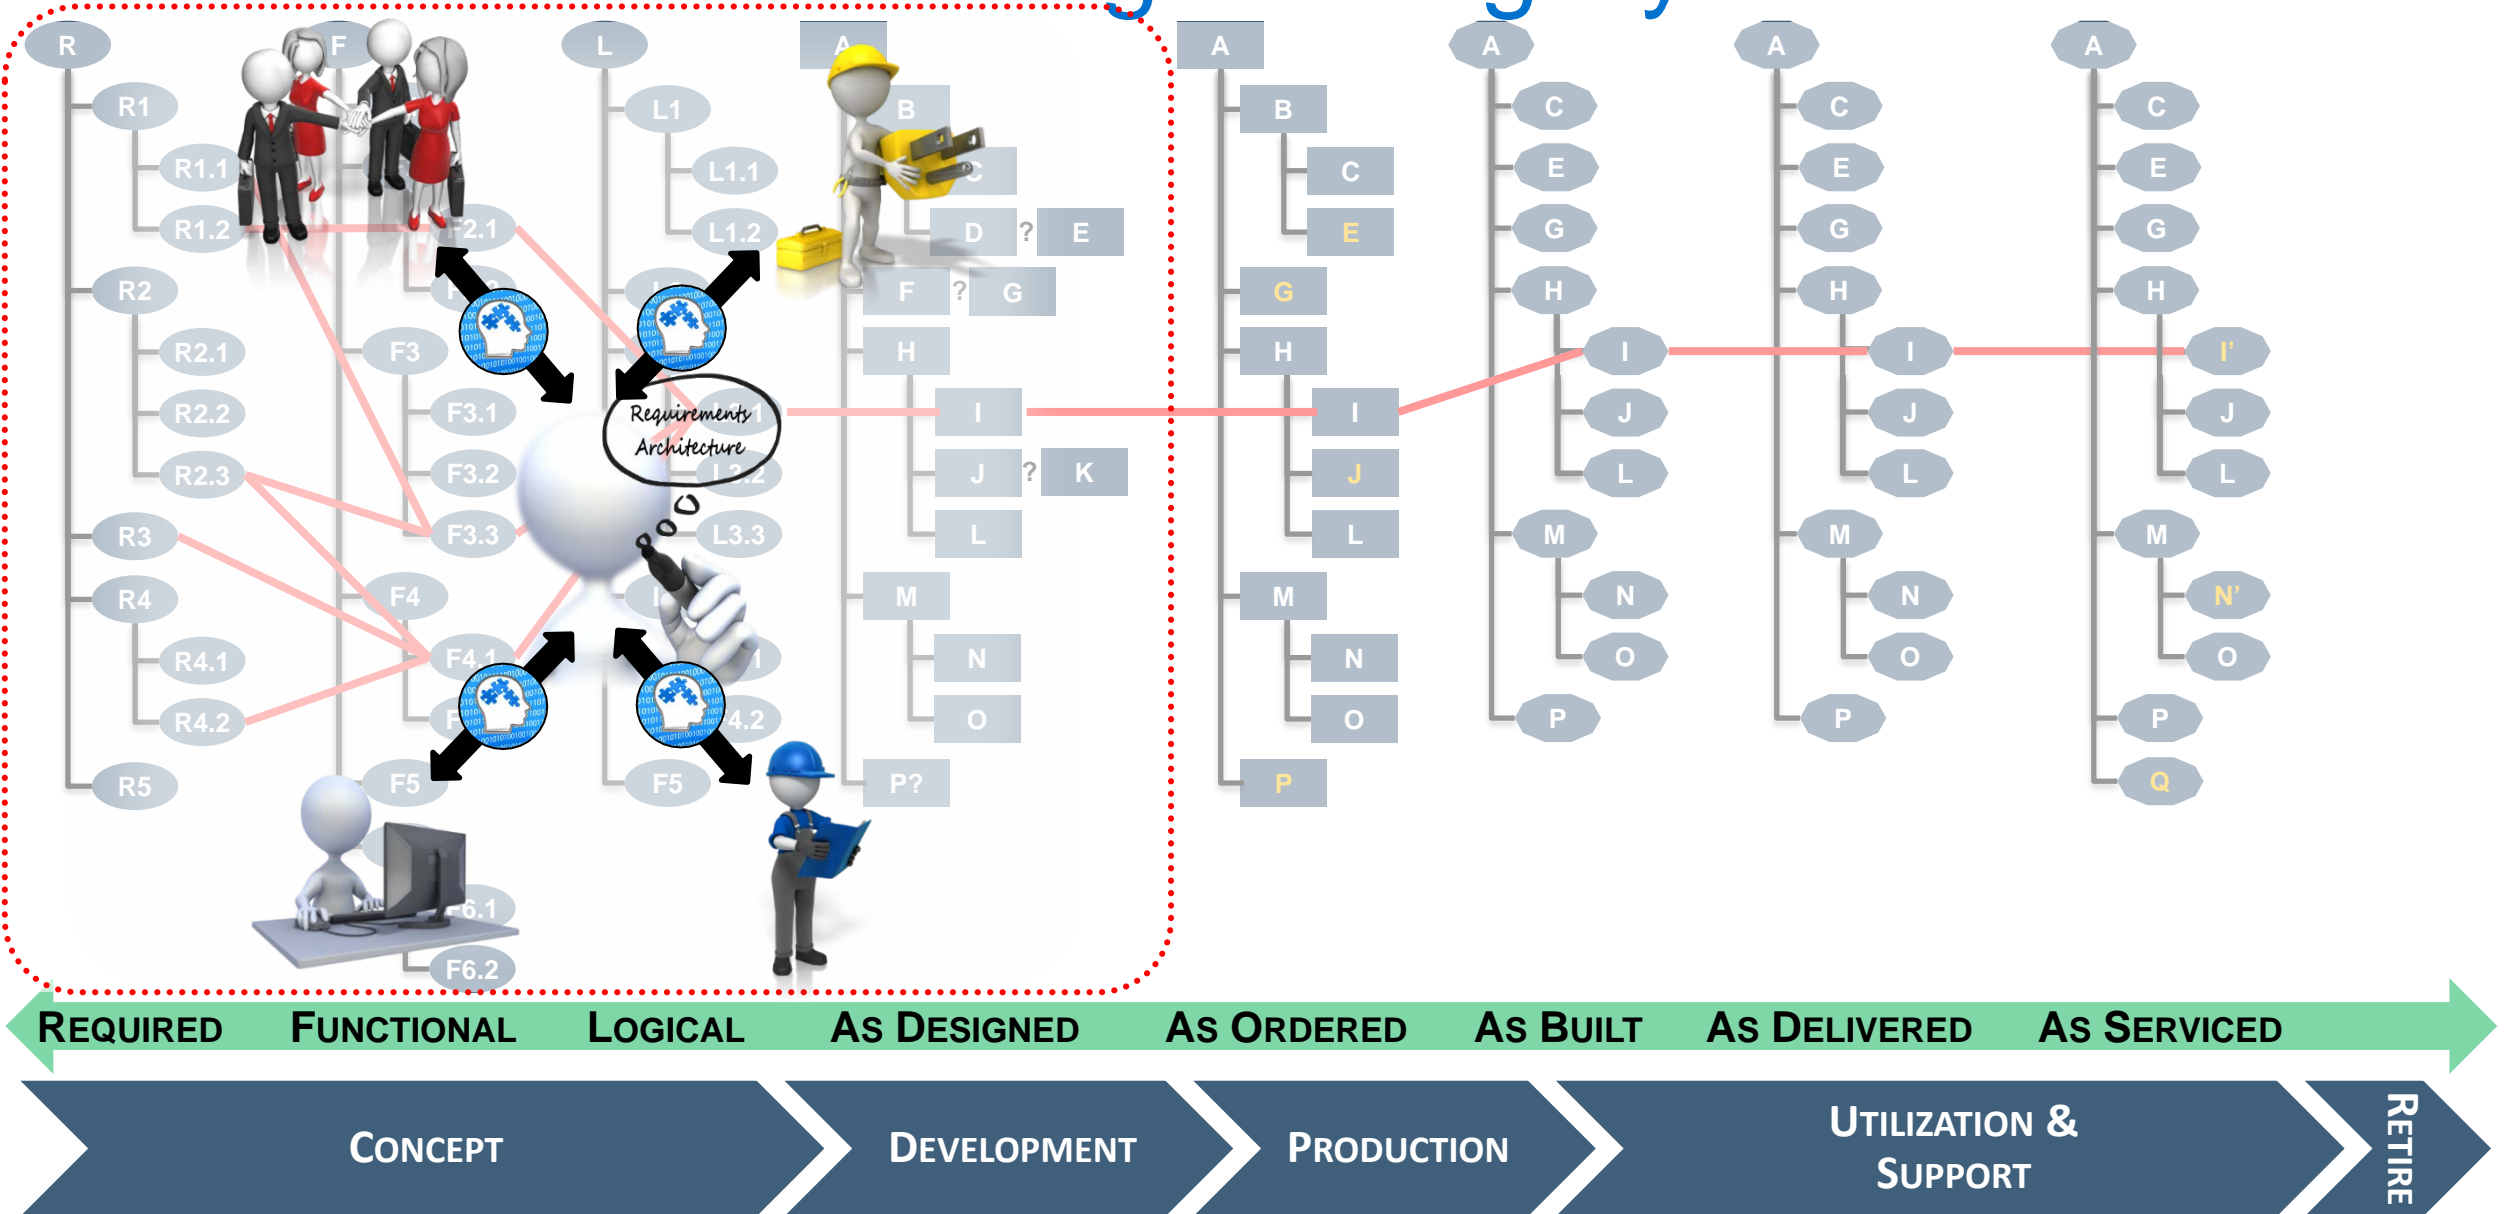 R F L A A A A A
R1 L1 B B C C C
R1.1 L1.1 C C E E E
R1.2 F2.1 L1.2 D ? E E G G G
R2 F ? G G H H H
R2.1 F3 H H I I I'
R2.2 F3.1 Requirements I I J J J
Architecture
R2.3 F3.2 L3.2 J ? K J L L L
R3 F3.3 L3.3 L L M M M
R4 F4 M M N N N'
R4.1 F4.1 N N O O O
R4.2 4.2 O O P P P
R5 F5 F5 P? P Q
F6.1
F6.2
REQUIRED FUNCTIONAL LOGICAL AS DESIGNED AS ORDERED AS BUILT AS DELIVERED AS SERVICED
CONCEPT DEVELOPMENT PRODUCTION UTILIZATION &
SUPPORT
RETIRE